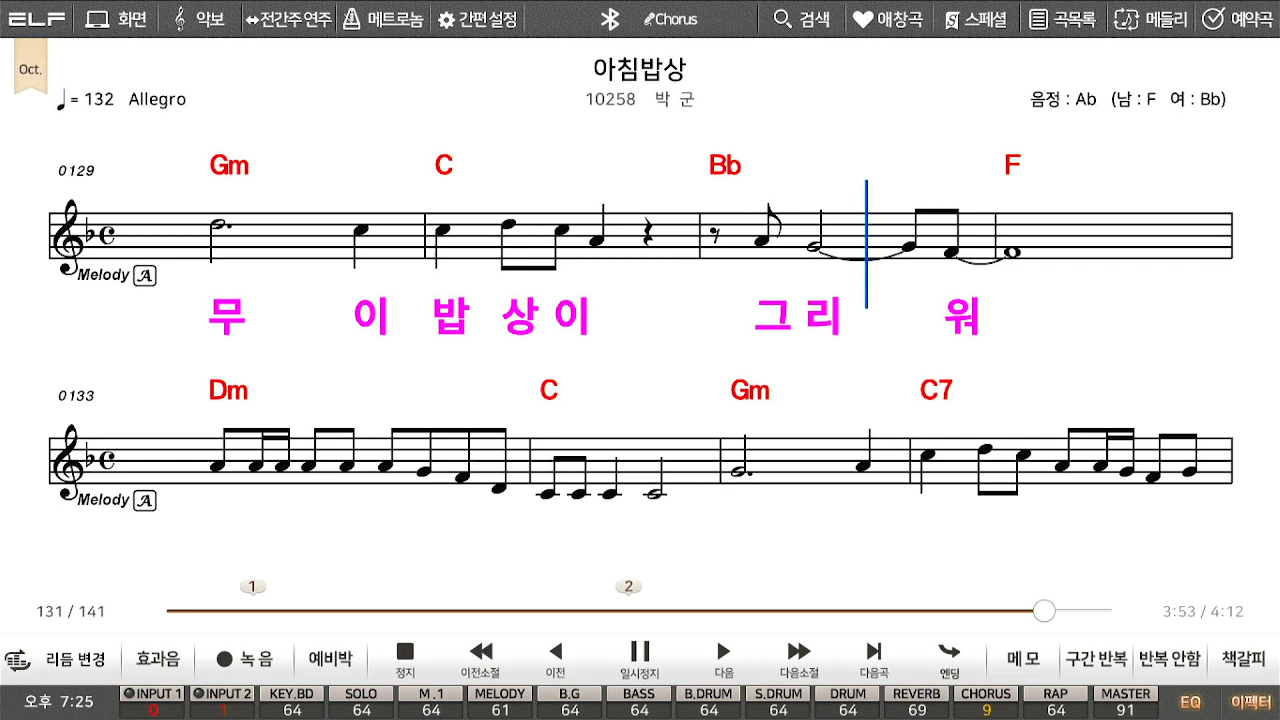 ELF 화면 악보 전간주 연주 메트로놈 간편 설정 Chorus 검색 애창곡 스페셜 곡목록 메들리 예약곡
Oct.
아침밥상
= 132 Allegro 10258 박 군 음정 : Ab (남 : F 여 : Bb)
0129 Gm C Bb F
Melody A
무 이 밥 상 이 그 리 워
0133 Dm C Gm C7
Melody A
1 2
131 / 141 3:53 / 4:12
리듬 변경 효과음 녹 음 예비박 정지 이전소절 이전 일시정지 다음 다음소절 다음곡 엔딩 메 모 구간 반복 반복 안함 책갈피
오후 7:25 INPUT 1 INPUT 2 KEY.BD SOLO M .1 MELODY B.G BASS B,DRUM S,DRUM DRUM REVERB CHORUS RAP MASTER EQ 이펙터
0 1 64 64 64 61 64 64 64 64 64 69 9 64 91